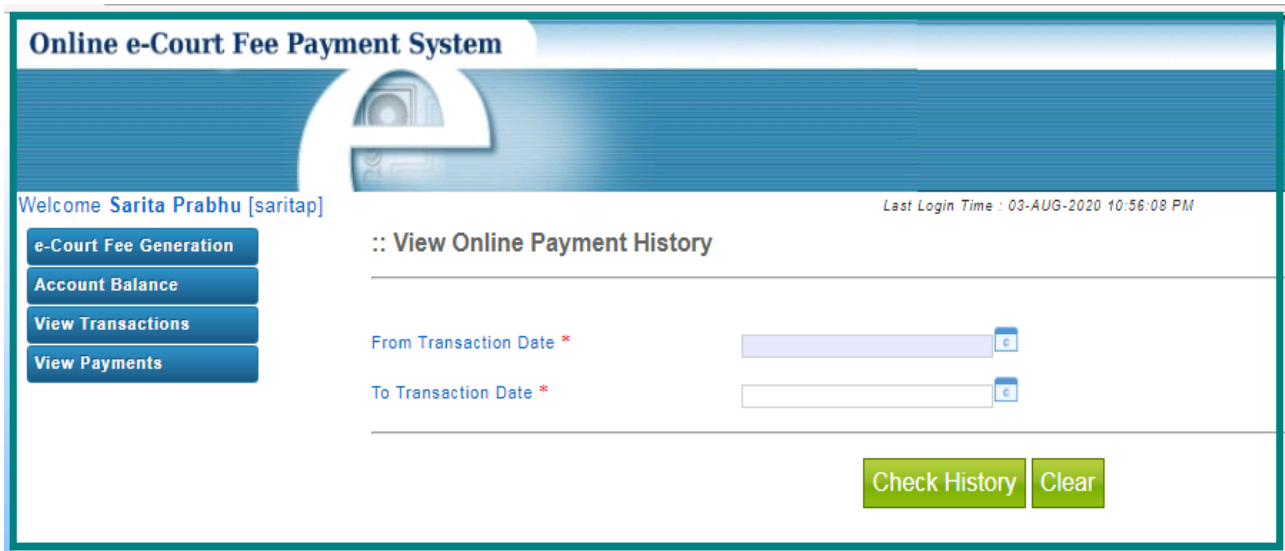 Online e-Court Fee Payment System
Welcome Sarita Prabhu [saritap]
Last Login Time : 03-AUG-2020 10:56:08 PM
e-Court Fee Generation
Account Balance
View Transactions
View Payments
:: View Online Payment History
From Transaction Date *
To Transaction Date *
Check History
Clear